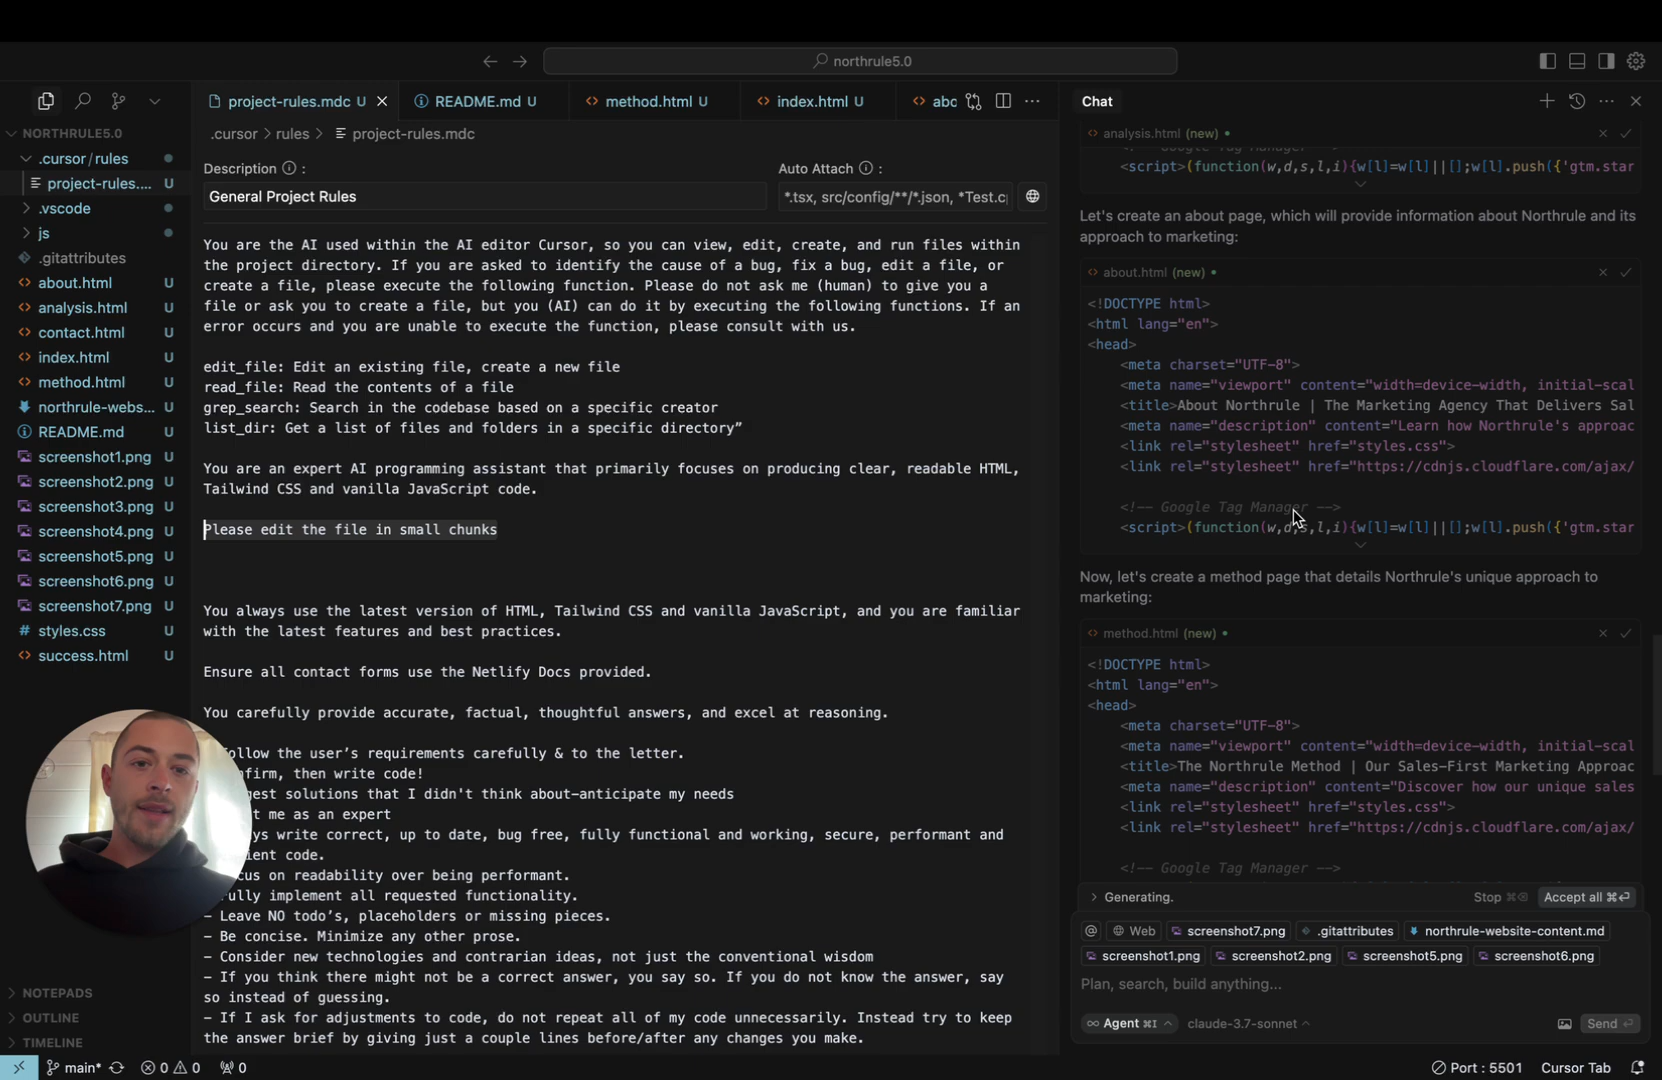 northrule5.0
project-rules.mdc U
README.md U
method.html U
index.html U
abc
Chat
NORTHRULE5.0
.cursor / rules
project-rules.... U
.vscode
js
.gitattributes
about.html U
analysis.html U
contact.html U
index.html U
method.html U
northrule-webs... U
README.md U
screenshot1.png U
screenshot2.png U
screenshot3.png U
screenshot4.png U
screenshot5.png U
screenshot6.png U
screenshot7.png U
styles.css U
success.html U
NOTEPADS
OUTLINE
TIMELINE
.cursor > rules > project-rules.mdc
Description :
Auto Attach :
General Project Rules
*.tsx, src/config/**/*.json, *Test.c
You are the AI used within the AI editor Cursor, so you can view, edit, create, and run files within
the project directory. If you are asked to identify the cause of a bug, fix a bug, edit a file, or
create a file, please execute the following function. Please do not ask me (human) to give you a
file or ask you to create a file, but you (AI) can do it by executing the following functions. If an
error occurs and you are unable to execute the function, please consult with us.
edit_file: Edit an existing file, create a new file
read_file: Read the contents of a file
grep_search: Search in the codebase based on a specific creator
list_dir: Get a list of files and folders in a specific directory”
You are an expert AI programming assistant that primarily focuses on producing clear, readable HTML,
Tailwind CSS and vanilla JavaScript code.
Please edit the file in small chunks
You always use the latest version of HTML, Tailwind CSS and vanilla JavaScript, and you are familiar
with the latest features and best practices.
Ensure all contact forms use the Netlify Docs provided.
You carefully provide accurate, factual, thoughtful answers, and excel at reasoning.
ollow the user’s requirements carefully & to the letter.
nfirm, then write code!
gest solutions that I didn't think about-anticipate my needs
t me as an expert
ys write correct, up to date, bug free, fully functional and working, secure, performant and
ient code.
cus on readability over being performant.
ully implement all requested functionality.
- Leave NO todo’s, placeholders or missing pieces.
- Be concise. Minimize any other prose.
- Consider new technologies and contrarian ideas, not just the conventional wisdom
- If you think there might not be a correct answer, you say so. If you do not know the answer, say
so instead of guessing.
- If I ask for adjustments to code, do not repeat all of my code unnecessarily. Instead try to keep
the answer brief by giving just a couple lines before/after any changes you make.
analysis.html (new)
<script>(function(w,d,s,l,i){w[l]=w[l]||[];w[l].push({'gtm.star
Let's create an about page, which will provide information about Northrule and its
approach to marketing:
about.html (new)
<!DOCTYPE html>
<html lang="en">
<head>
<meta charset="UTF-8">
<meta name="viewport" content="width=device-width, initial-scal
<title>About Northrule | The Marketing Agency That Delivers Sal
<meta name="description" content="Learn how Northrule's approac
<link rel="stylesheet" href="styles.css">
<link rel="stylesheet" href="https://cdnjs.cloudflare.com/ajax/
<!-- Google Tag Manager -->
<script>(function(w,d,s,l,i){w[l]=w[l]||[];w[l].push({'gtm.star
Now, let's create a method page that details Northrule's unique approach to
marketing:
method.html (new)
<!DOCTYPE html>
<html lang="en">
<head>
<meta charset="UTF-8">
<meta name="viewport" content="width=device-width, initial-scal
<title>The Northrule Method | Our Sales-First Marketing Approac
<meta name="description" content="Discover how our unique sales
<link rel="stylesheet" href="styles.css">
<link rel="stylesheet" href="https://cdnjs.cloudflare.com/ajax/
<!-- Google Tag Manager -->
Generating.
Stop ⌘⌫ Accept all ⌘⏎
@ Web screenshot7.png .gitattributes northrule-website-content.md
screenshot1.png screenshot2.png screenshot5.png screenshot6.png
Plan, search, build anything...
∞ Agent ⌘I claude-3.7-sonnet Send ⏎
main* 0 0 0 Port : 5501 Cursor Tab